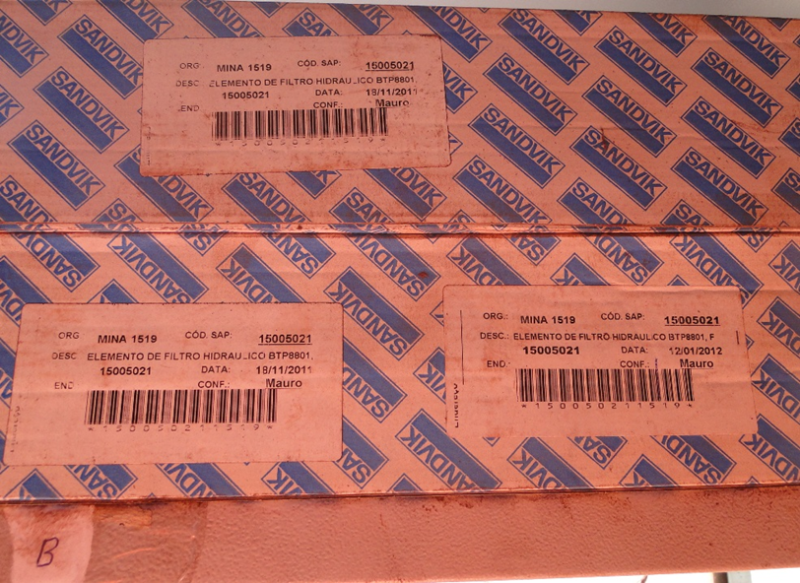 SANDVIK
ORG: MINA 1519 CÓD. SAP: 15005021
DESC ELEMENTO DE FILTRO HIDRAULICO BTP8801,
15005021 DATA: 18/11/2011
END CONF.: Mauro
*150050211519*
ORG MINA 1519 CÓD. SAP: 15005021
DESC ELEMENTO DE FILTRO HIDRAULICO BTP8801,
15005021 DATA: 18/11/2011
END CONF.: Mauro
*150050211519*
ORG.: MINA 1519 CÓD. SAP: 15005021
DESC.: ELEMENTO DE FILTRO HIDRAULICO BTP8801, F
15005021 DATA: 12/01/2012
END: CONF.: Mauro
*150050211519*
Endereço
B